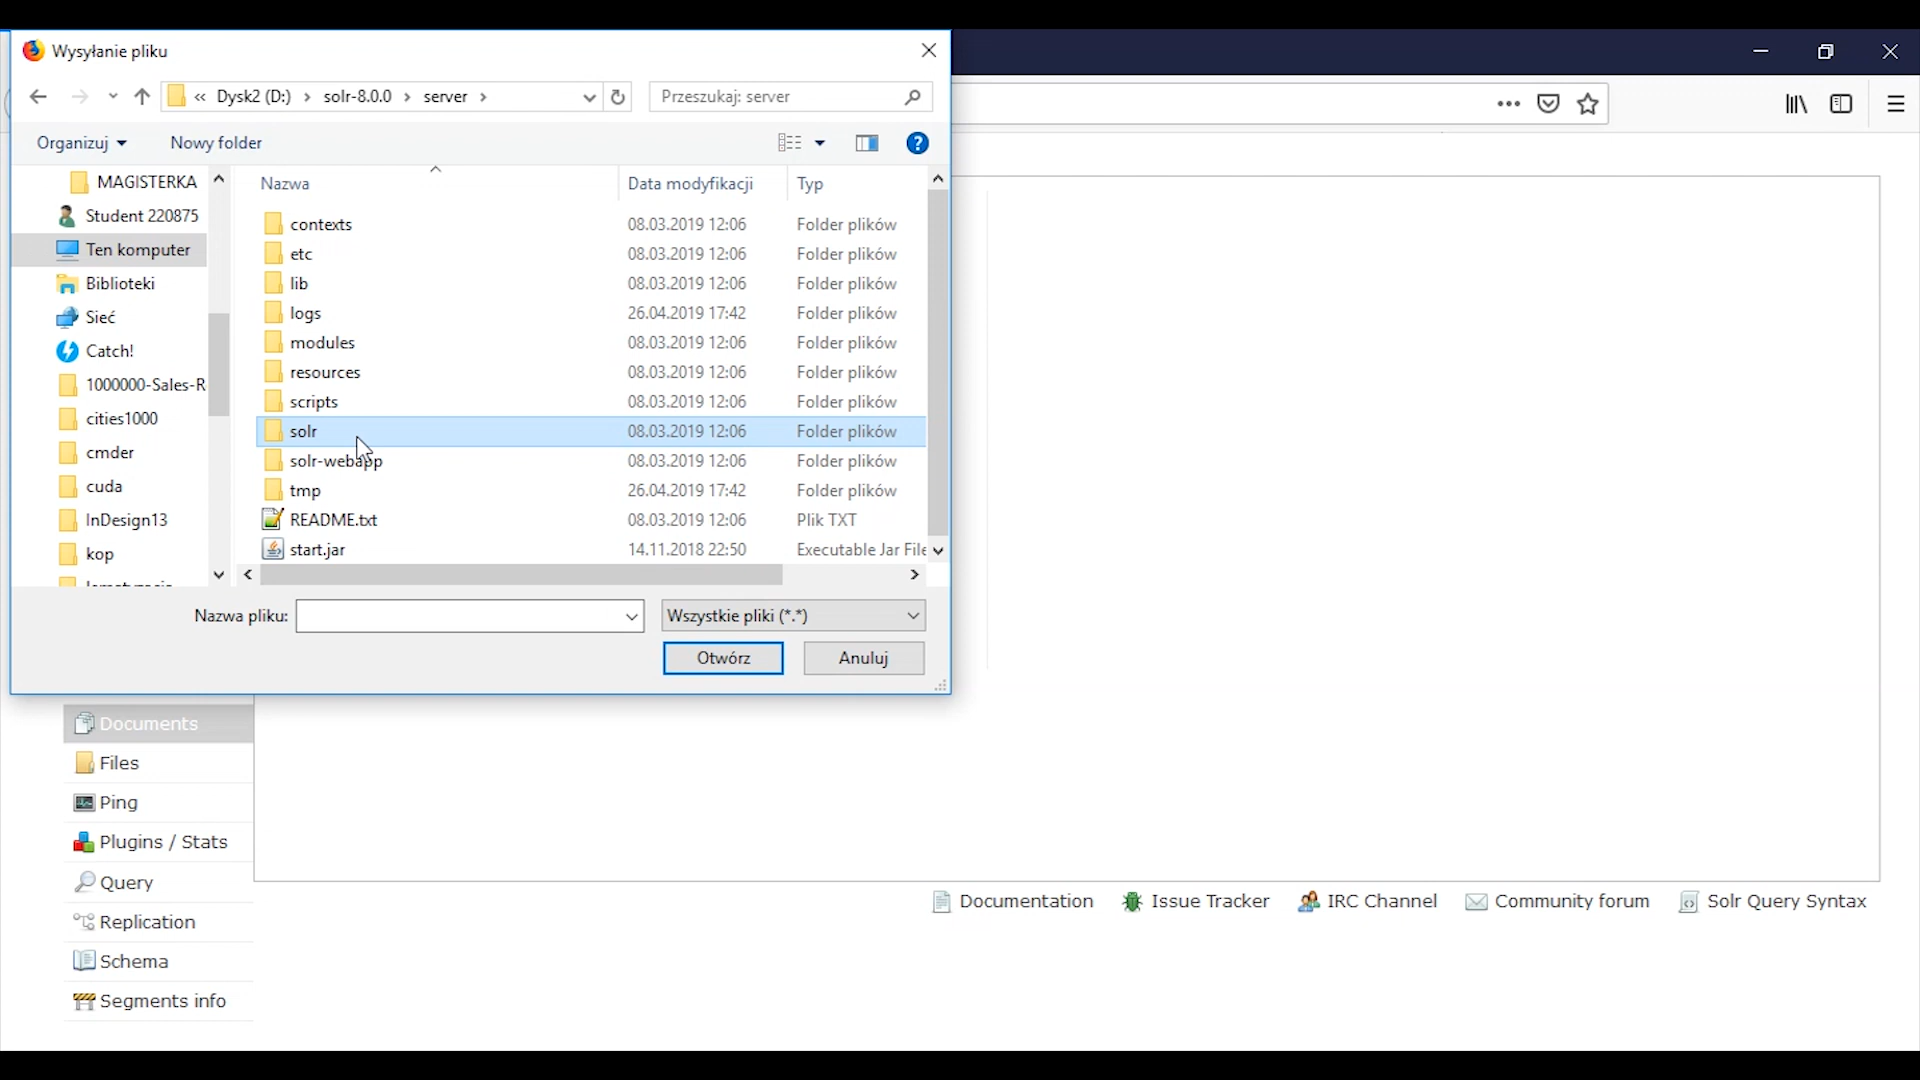 Wysyłanie pliku
« Dysk2 (D:) › solr-8.0.0 › server ›
Przeszukaj: server
Organizuj
Nowy folder
MAGISTERKA
Student 220875
Ten komputer
Biblioteki
Sieć
Catch!
1000000-Sales-R
cities1000
cmder
cuda
InDesign13
kop
Nazwa Data modyfikacji Typ
contexts 08.03.2019 12:06 Folder plików
etc 08.03.2019 12:06 Folder plików
lib 08.03.2019 12:06 Folder plików
logs 26.04.2019 17:42 Folder plików
modules 08.03.2019 12:06 Folder plików
resources 08.03.2019 12:06 Folder plików
scripts 08.03.2019 12:06 Folder plików
solr 08.03.2019 12:06 Folder plików
solr-webapp 08.03.2019 12:06 Folder plików
tmp 26.04.2019 17:42 Folder plików
README.txt 08.03.2019 12:06 Plik TXT
start.jar 14.11.2018 22:50 Executable Jar File
Nazwa pliku:
Wszystkie pliki (*.*)
Otwórz
Anuluj
Documents
Files
Ping
Plugins / Stats
Query
Replication
Schema
Segments info
Documentation Issue Tracker IRC Channel Community forum Solr Query Syntax